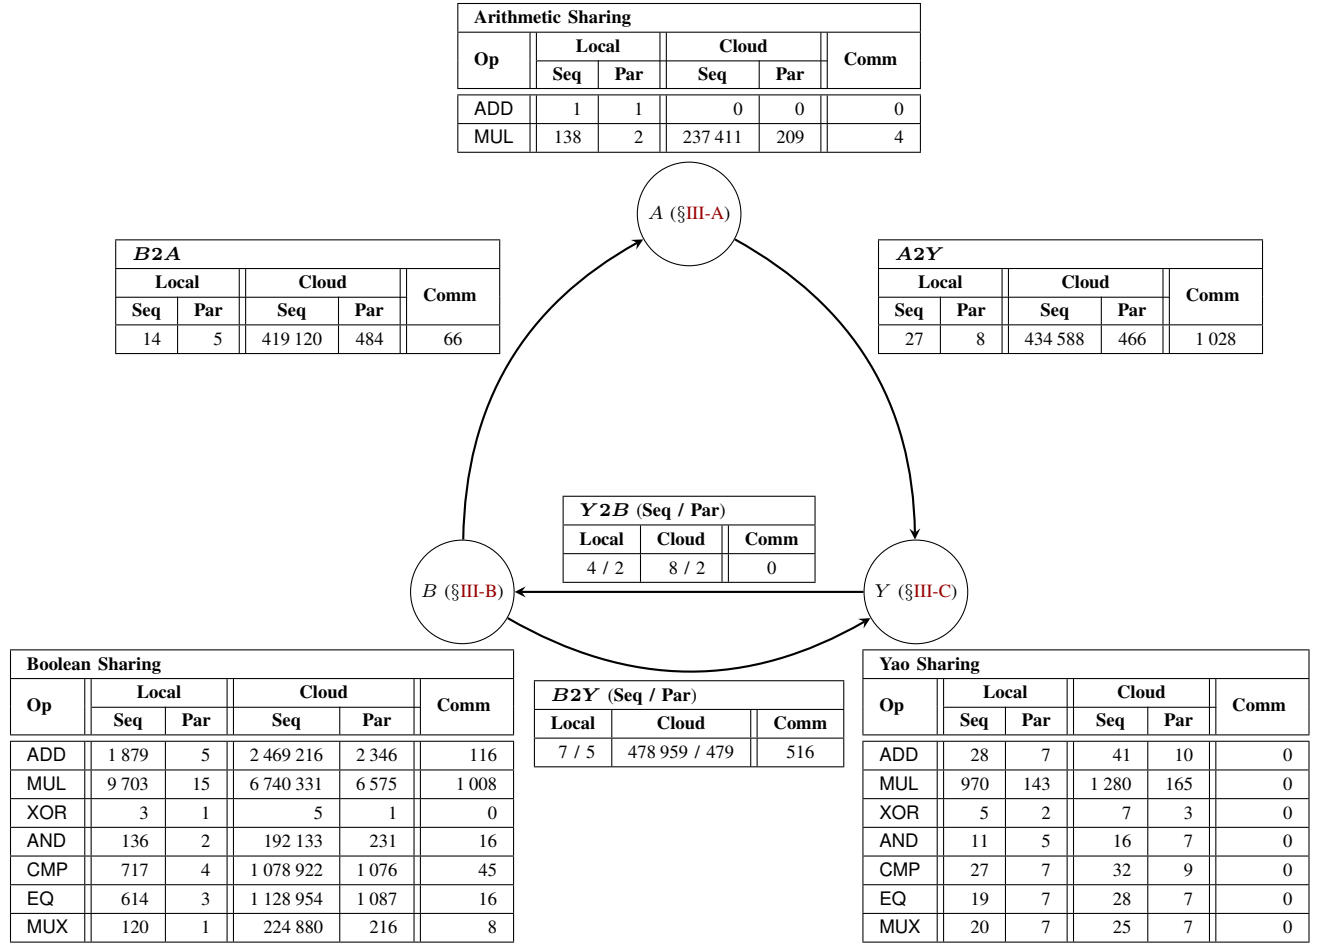 Arithmetic Sharing
Op Local Cloud Comm
Seq Par Seq Par
ADD 1 1 0 0 0
MUL 138 2 237 411 209 4
A (§III-A)
B2A
Local Cloud Comm
Seq Par Seq Par
14 5 419 120 484 66
A2Y
Local Cloud Comm
Seq Par Seq Par
27 8 434 588 466 1 028
Y2B (Seq / Par)
Local Cloud Comm
4 / 2 8 / 2 0
B (§III-B)
Y (§III-C)
Boolean Sharing
Op Local Cloud Comm
Seq Par Seq Par
ADD 1 879 5 2 469 216 2 346 116
MUL 9 703 15 6 740 331 6 575 1 008
XOR 3 1 5 1 0
AND 136 2 192 133 231 16
CMP 717 4 1 078 922 1 076 45
EQ 614 3 1 128 954 1 087 16
MUX 120 1 224 880 216 8
B2Y (Seq / Par)
Local Cloud Comm
7 / 5 478 959 / 479 516
Yao Sharing
Op Local Cloud Comm
Seq Par Seq Par
ADD 28 7 41 10 0
MUL 970 143 1 280 165 0
XOR 5 2 7 3 0
AND 11 5 16 7 0
CMP 27 7 32 9 0
EQ 19 7 28 7 0
MUX 20 7 25 7 0